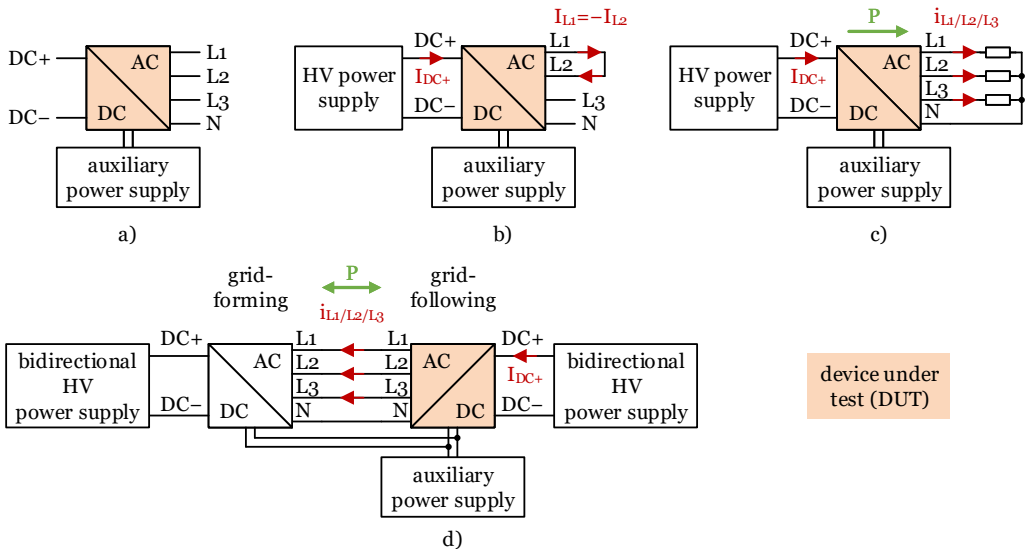 DC+
DC−
AC
DC
L1
L2
L3
N
auxiliary
power supply
a)
I_L1=−I_L2
HV power
supply
DC+
I_DC+
DC−
AC
DC
L1
L2
L3
N
auxiliary
power supply
b)
P
i_L1/L2/L3
HV power
supply
DC+
I_DC+
DC−
AC
DC
L1
L2
L3
N
auxiliary
power supply
c)
grid-
forming
P
i_L1/L2/L3
grid-
following
bidirectional
HV
power supply
DC+
DC−
AC
DC
L1
L2
L3
N
L1
L2
L3
N
AC
DC
DC+
I_DC+
DC−
bidirectional
HV
power supply
auxiliary
power supply
d)
device under
test (DUT)